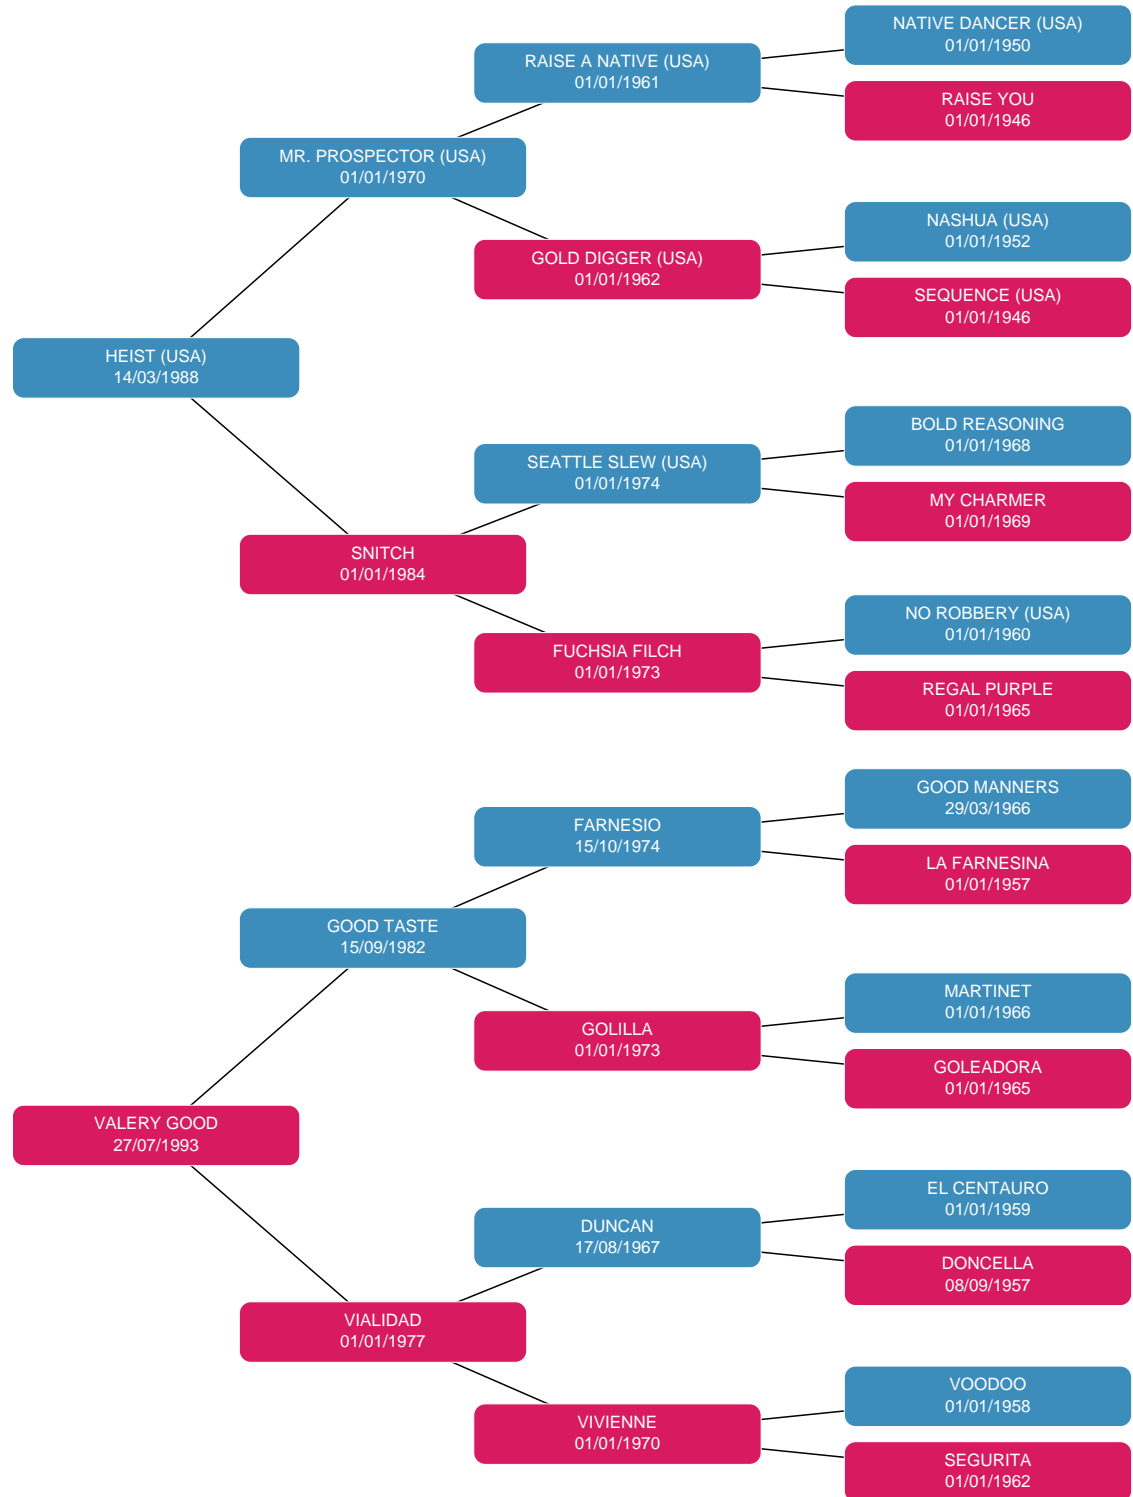 NATIVE DANCER (USA)
01/01/1950
RAISE A NATIVE (USA)
01/01/1961
RAISE YOU
01/01/1946
MR. PROSPECTOR (USA)
01/01/1970
NASHUA (USA)
01/01/1952
GOLD DIGGER (USA)
01/01/1962
SEQUENCE (USA)
01/01/1946
HEIST (USA)
14/03/1988
BOLD REASONING
01/01/1968
SEATTLE SLEW (USA)
01/01/1974
MY CHARMER
01/01/1969
SNITCH
01/01/1984
NO ROBBERY (USA)
01/01/1960
FUCHSIA FILCH
01/01/1973
REGAL PURPLE
01/01/1965
GOOD MANNERS
29/03/1966
FARNESIO
15/10/1974
LA FARNESINA
01/01/1957
GOOD TASTE
15/09/1982
MARTINET
01/01/1966
GOLILLA
01/01/1973
GOLEADORA
01/01/1965
VALERY GOOD
27/07/1993
EL CENTAURO
01/01/1959
DUNCAN
17/08/1967
DONCELLA
08/09/1957
VIALIDAD
01/01/1977
VOODOO
01/01/1958
VIVIENNE
01/01/1970
SEGURITA
01/01/1962